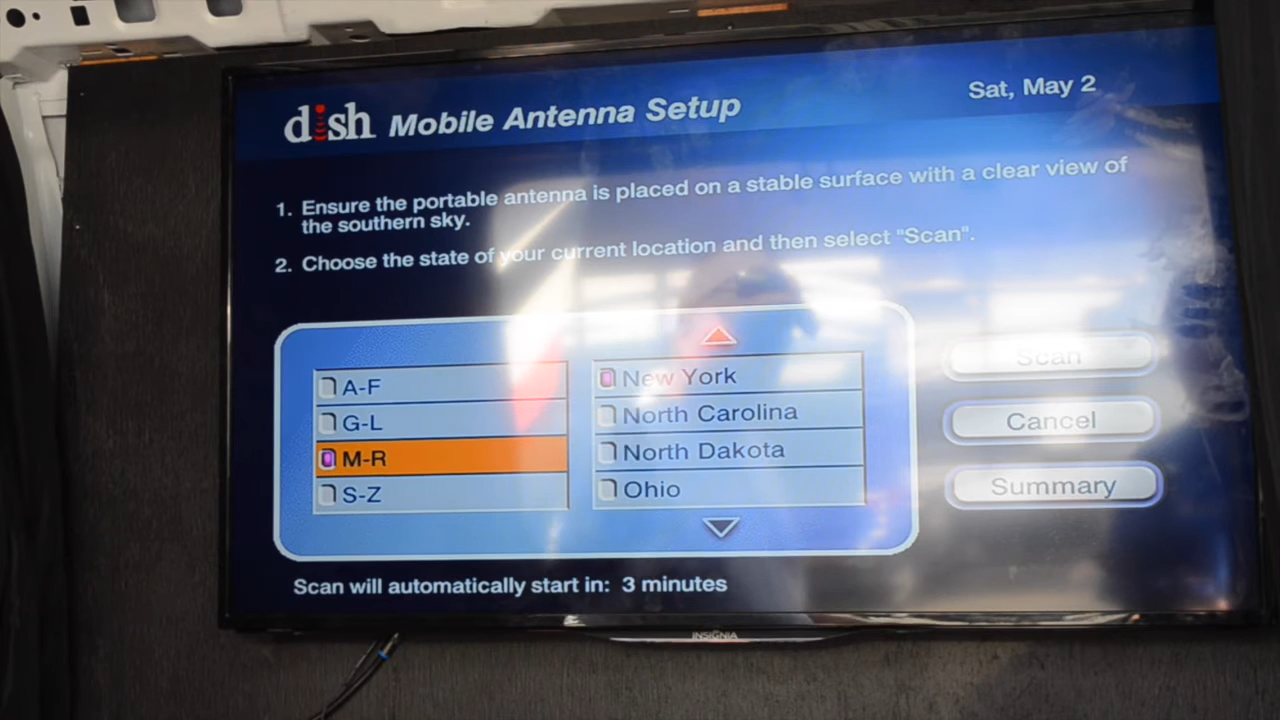 dish Mobile Antenna Setup
Sat, May 2
1. Ensure the portable antenna is placed on a stable surface with a clear view of
the southern sky.
2. Choose the state of your current location and then select "Scan".
A-F
G-L
M-R
S-Z
New York
North Carolina
North Dakota
Ohio
Scan
Cancel
Summary
Scan will automatically start in: 3 minutes
INSIGNIA